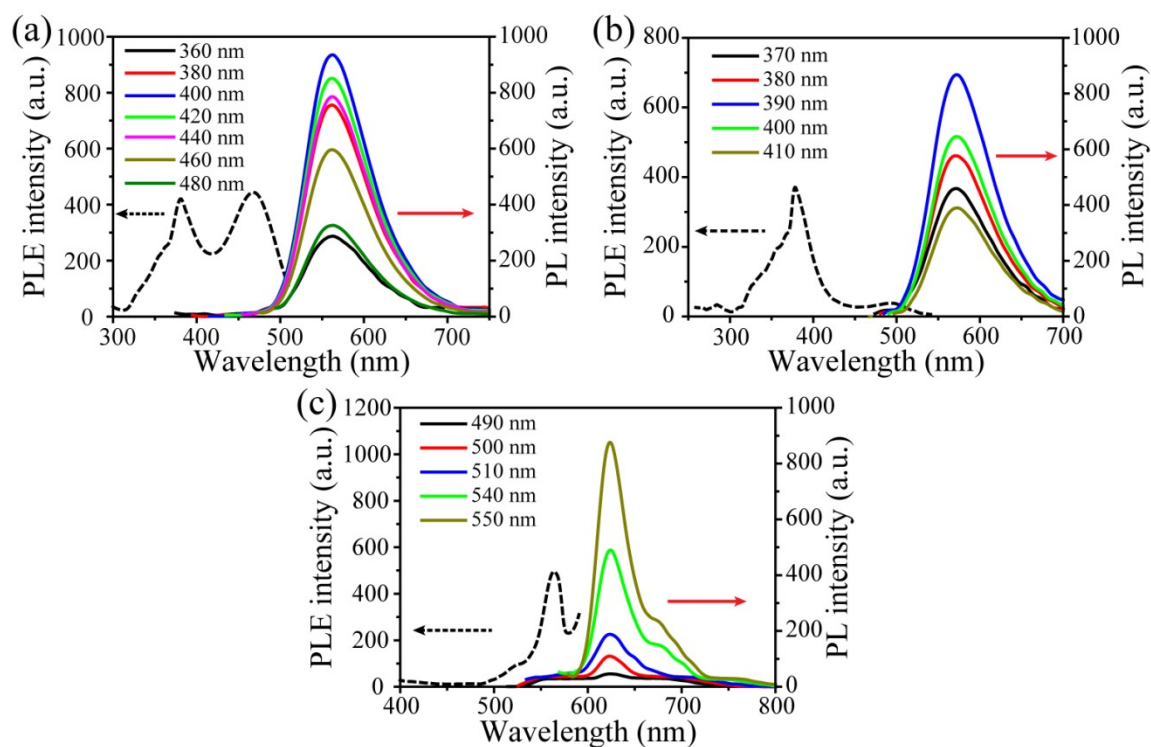 (a)
1000
800
600
400
200
0
PLE intensity (a.u.)
360 nm
380 nm
400 nm
420 nm
440 nm
460 nm
480 nm
1000
800
600
400
200
0
PL intensity (a.u.)
300 400 500 600 700
Wavelength (nm)
(b)
800
600
400
200
0
PLE intensity (a.u.)
370 nm
380 nm
390 nm
400 nm
410 nm
1000
800
600
400
200
0
PL intensity (a.u.)
300 400 500 600 700
Wavelength (nm)
(c)
1200
1000
800
600
400
200
0
PLE intensity (a.u.)
490 nm
500 nm
510 nm
540 nm
550 nm
1000
800
600
400
200
0
PL intensity (a.u.)
400 500 600 700 800
Wavelength (nm)